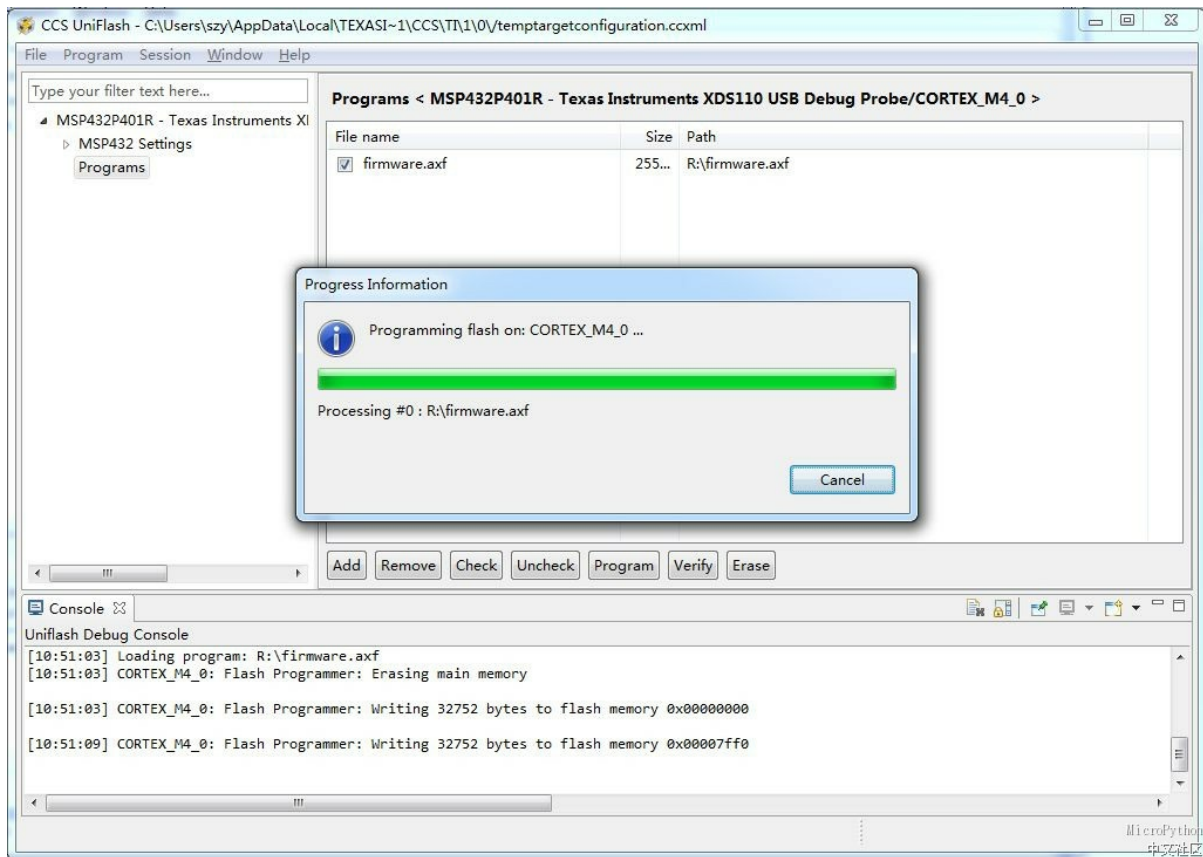 CCS UniFlash - C:\Users\szy\AppData\Local\TEXASI~1\CCS\TI\1\0\/temptargetconfiguration.ccxml
File Program Session Window Help
Type your filter text here...
MSP432P401R - Texas Instruments XI
MSP432 Settings
Programs
Programs < MSP432P401R - Texas Instruments XDS110 USB Debug Probe/CORTEX_M4_0 >
File name Size Path
firmware.axf 255... R:\firmware.axf
Progress Information
Programming flash on: CORTEX_M4_0 ...
Processing #0 : R:\firmware.axf
Cancel
Add Remove Check Uncheck Program Verify Erase
Console
Uniflash Debug Console
[10:51:03] Loading program: R:\firmware.axf
[10:51:03] CORTEX_M4_0: Flash Programmer: Erasing main memory
[10:51:03] CORTEX_M4_0: Flash Programmer: Writing 32752 bytes to flash memory 0x00000000
[10:51:09] CORTEX_M4_0: Flash Programmer: Writing 32752 bytes to flash memory 0x00007ff0
MicroPython
中文社区